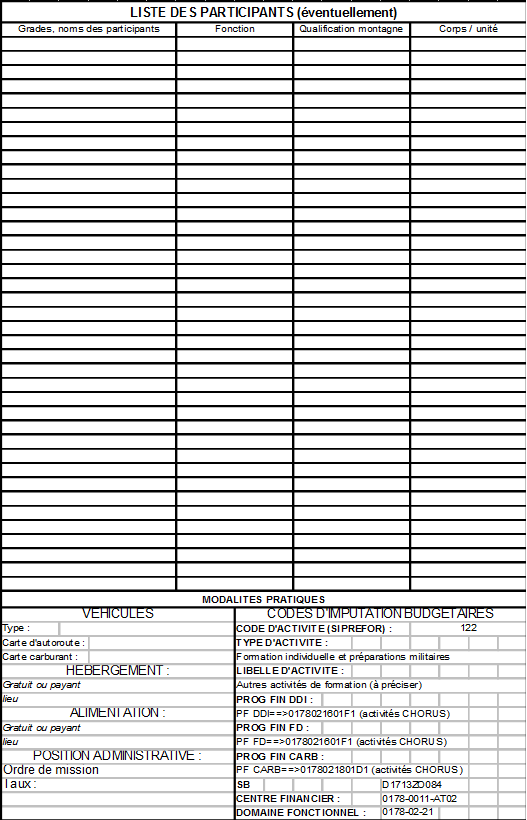 LISTE DES PARTICIPANTS (éventuellement)
Grades, noms des participants Fonction Qualification montagne Corps / unité
MODALITES PRATIQUES
VEHICULES CODES D'IMPUTATION BUDGETAIRES
Type : CODE D'ACTIVITE (SIPREFOR) : 122
Carte d'autoroute : TYPE D'ACTIVITE :
Carte carburant : Formation individuelle et préparations militaires
HEBERGEMENT : LIBELLE D'ACTIVITE :
Gratuit ou payant Autres activités de formation (à préciser)
lieu PROG FIN DDI :
ALIMENTATION : PF DDI==>0178021601F1 (activités CHORUS)
Gratuit ou payant PROG FIN FD :
lieu PF FD==>0178021601F1 (activités CHORUS)
POSITION ADMINISTRATIVE : PROG FIN CARB :
Ordre de mission PF CARB==>0178021801D1 (activités CHORUS)
Taux : SB D1713ZD084
CENTRE FINANCIER : 0178-0011-AT02
DOMAINE FONCTIONNEL : 0178-02-21